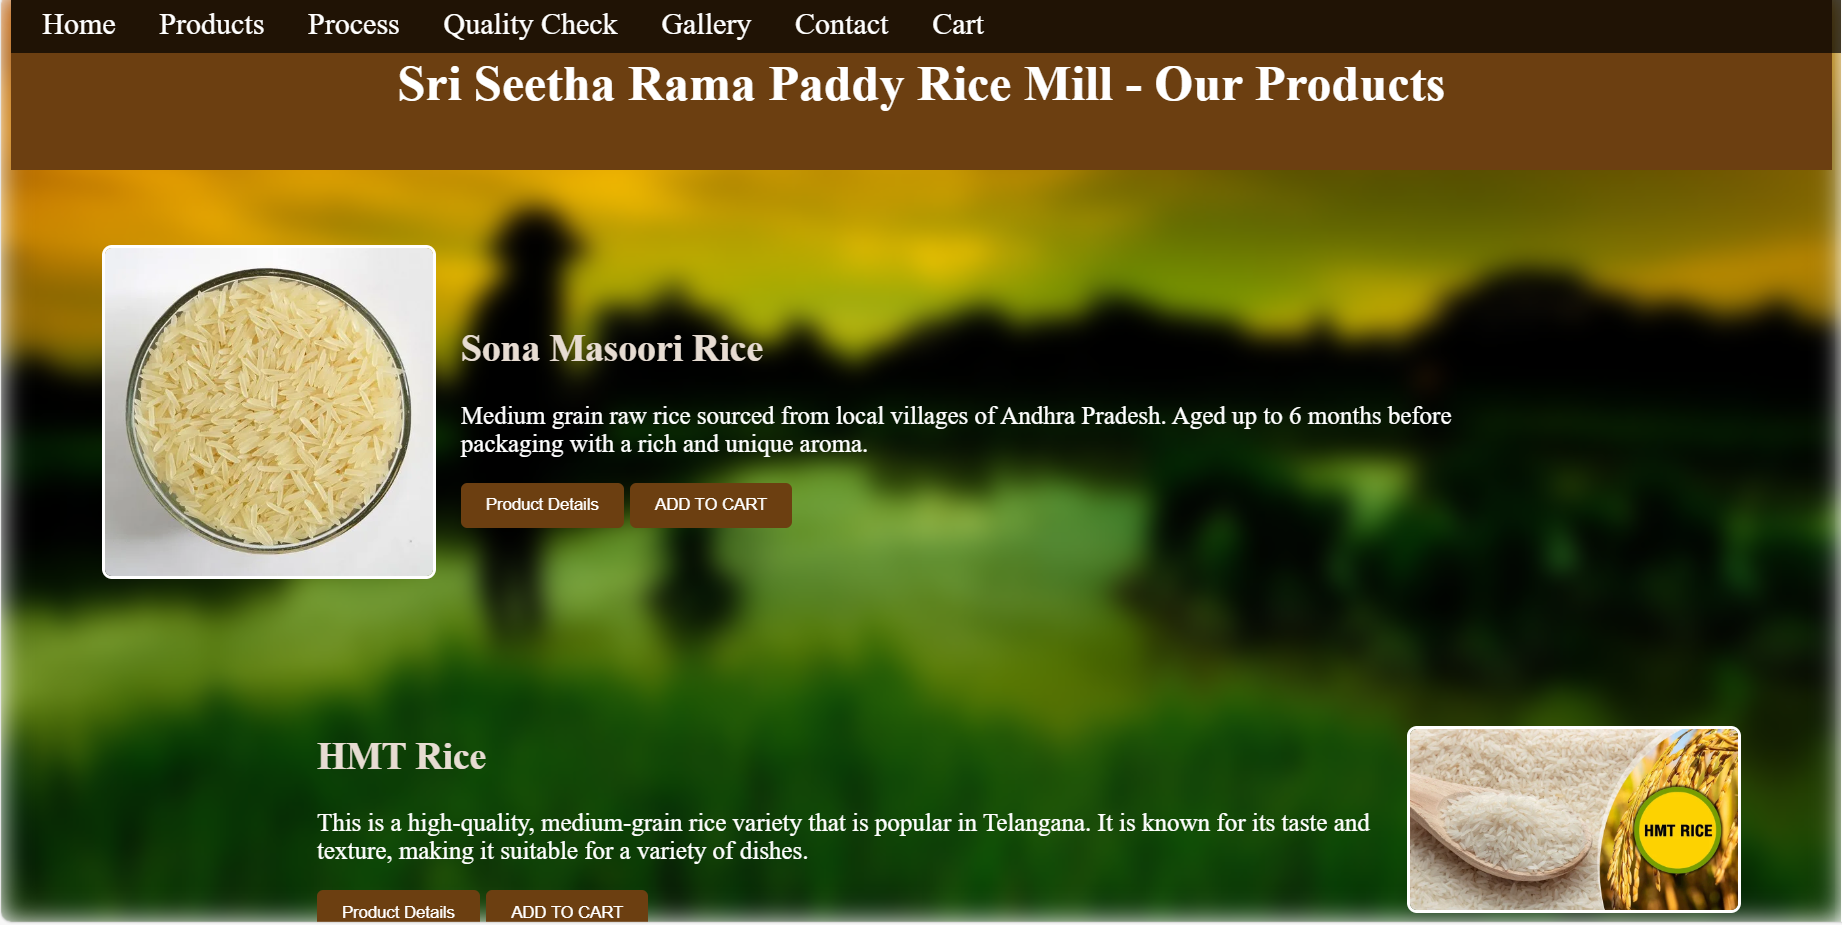 Home Products Process Quality Check Gallery Contact Cart
Sri Seetha Rama Paddy Rice Mill - Our Products
Sona Masoori Rice
Medium grain raw rice sourced from local villages of Andhra Pradesh. Aged up to 6 months before
packaging with a rich and unique aroma.
Product Details ADD TO CART
HMT Rice
This is a high-quality, medium-grain rice variety that is popular in Telangana. It is known for its taste and
texture, making it suitable for a variety of dishes.
HMT RICE
Product Details ADD TO CART